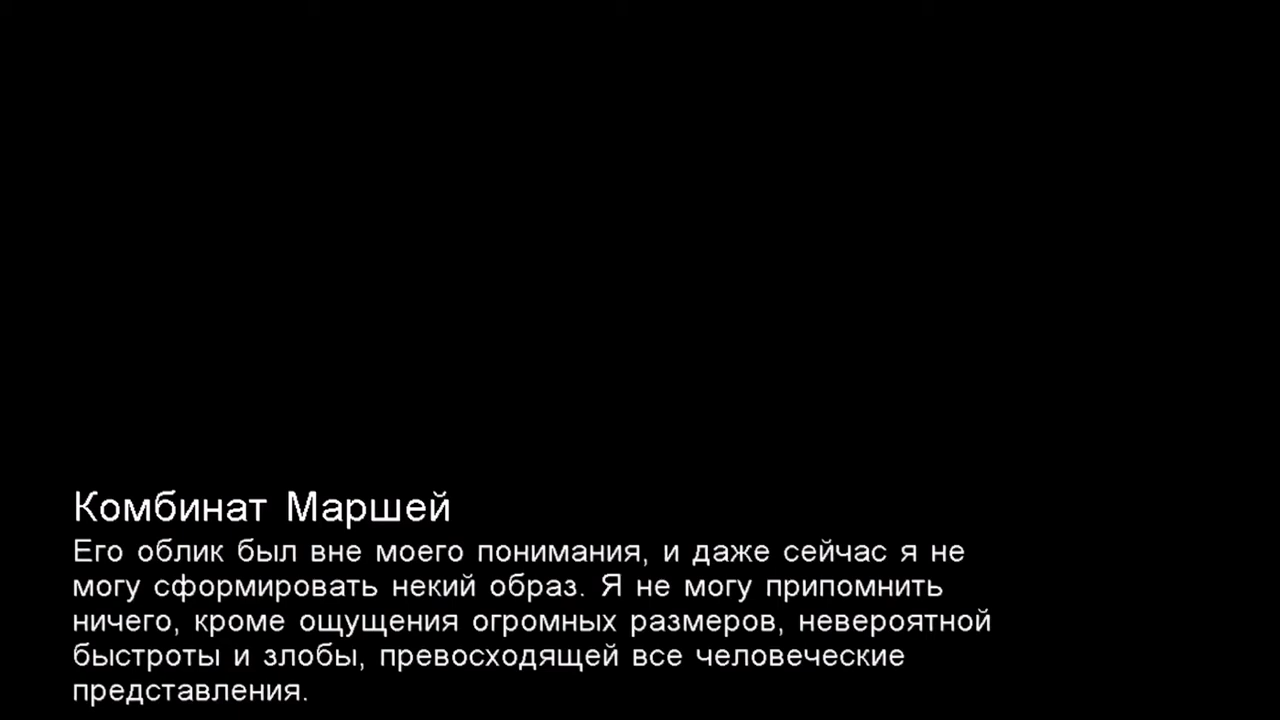 Комбинат Маршей
Его облик был вне моего понимания, и даже сейчас я не
могу сформировать некий образ. Я не могу припомнить
ничего, кроме ощущения огромных размеров, невероятной
быстроты и злобы, превосходящей все человеческие
представления.